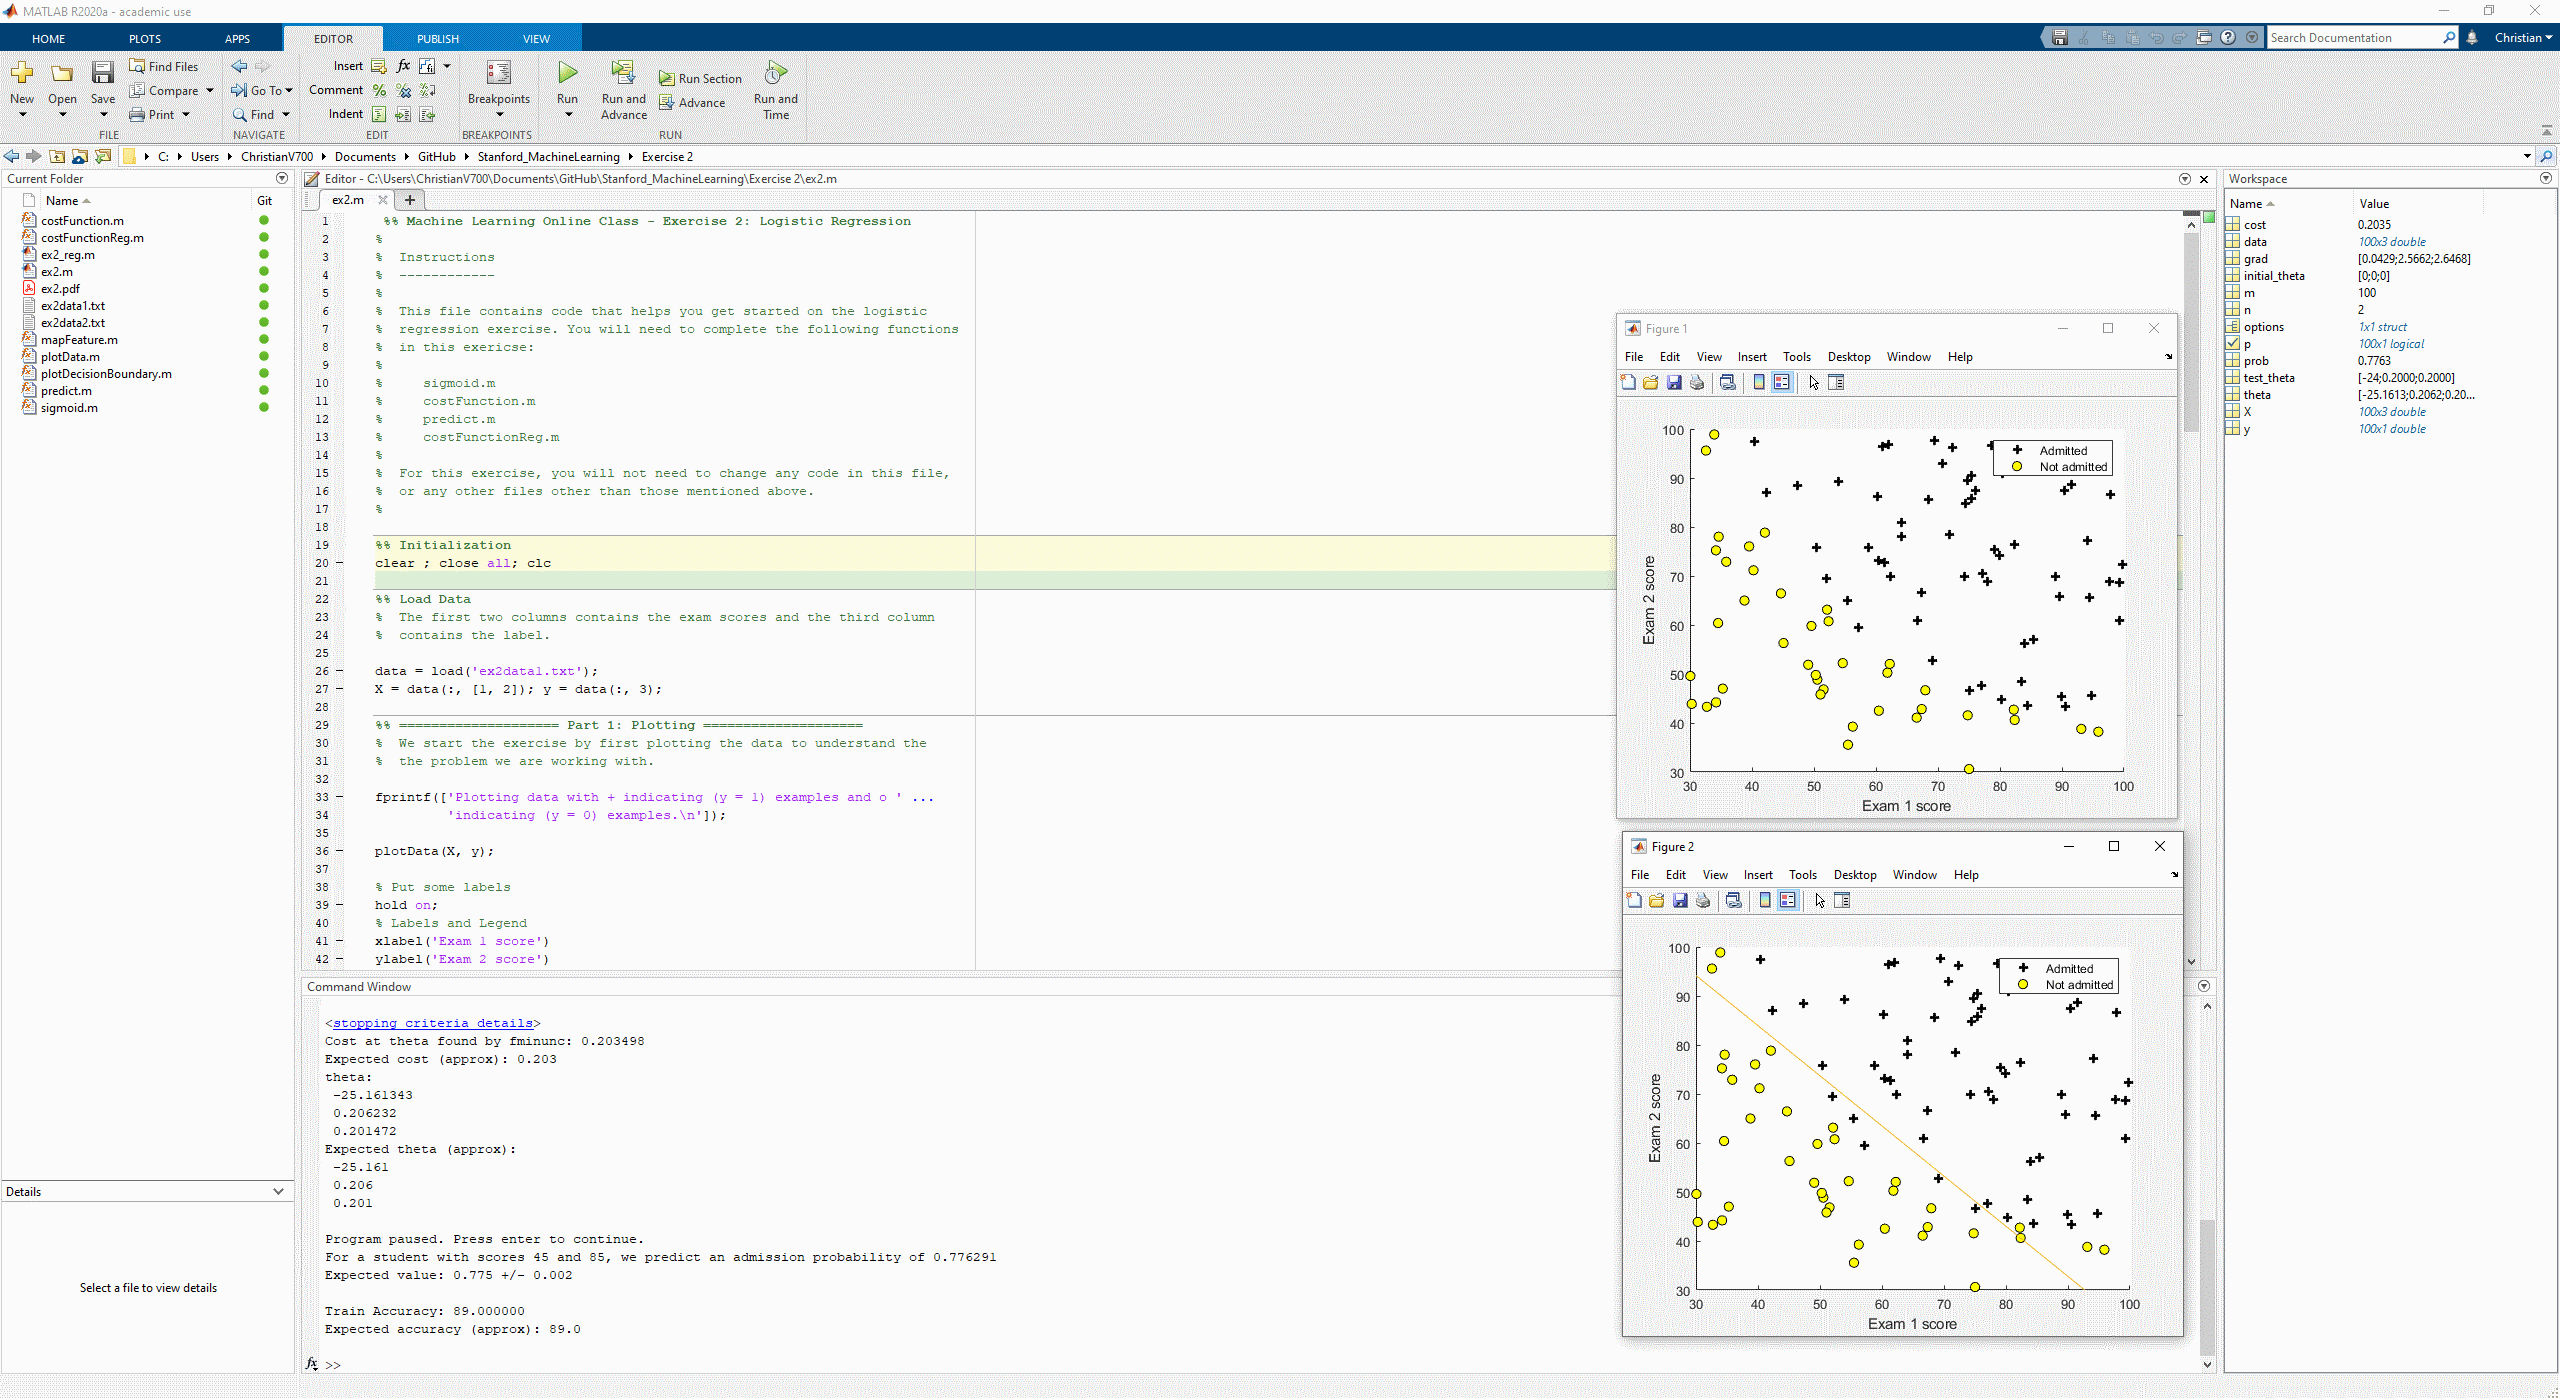 MATLAB R2020a - academic use
HOME PLOTS APPS EDITOR PUBLISH VIEW
Search Documentation
Christian
New
Open
Save
Find Files
Compare
Print
FILE
Go To
Find
NAVIGATE
Insert
Comment
Indent
EDIT
Breakpoints
BREAKPOINTS
Run
Run and Advance
Run Section
Advance
Run and Time
RUN
C: Users ChristianV700 Documents GitHub Stanford_MachineLearning Exercise 2
Current Folder
Name Git
costFunction.m
costFunctionReg.m
ex2_reg.m
ex2.m
ex2.pdf
ex2data1.txt
ex2data2.txt
mapFeature.m
plotData.m
plotDecisionBoundary.m
predict.m
sigmoid.m
Details
Select a file to view details
Editor - C:\Users\ChristianV700\Documents\GitHub\Stanford_MachineLearning\Exercise 2\ex2.m
ex2.m
1 %% Machine Learning Online Class - Exercise 2: Logistic Regression
2 %
3 % Instructions
4 % ------------
5 %
6 % This file contains code that helps you get started on the logistic
7 % regression exercise. You will need to complete the following functions
8 % in this exericse:
9 %
10 % sigmoid.m
11 % costFunction.m
12 % predict.m
13 % costFunctionReg.m
14 %
15 % For this exercise, you will not need to change any code in this file,
16 % or any other files other than those mentioned above.
17 %
18
19 %% Initialization
20 clear ; close all; clc
21
22 %% Load Data
23 % The first two columns contains the exam scores and the third column
24 % contains the label.
25
26 data = load('ex2data1.txt');
27 X = data(:, [1, 2]); y = data(:, 3);
28
29 %% ==================== Part 1: Plotting ====================
30 % We start the exercise by first plotting the data to understand the
31 % the problem we are working with.
32
33 fprintf(['Plotting data with + indicating (y = 1) examples and o ' ...
34 'indicating (y = 0) examples.\n']);
35
36 plotData(X, y);
37
38 % Put some labels
39 hold on;
40 % Labels and Legend
41 xlabel('Exam 1 score')
42 ylabel('Exam 2 score')
Command Window
<stopping criteria details>
Cost at theta found by fminunc: 0.203498
Expected cost (approx): 0.203
theta:
-25.161343
0.206232
0.201472
Expected theta (approx):
-25.161
0.206
0.201
Program paused. Press enter to continue.
For a student with scores 45 and 85, we predict an admission probability of 0.776291
Expected value: 0.775 +/- 0.002
Train Accuracy: 89.000000
Expected accuracy (approx): 89.0
fx >>
Figure 1
File Edit View Insert Tools Desktop Window Help
Admitted
Not admitted
100
90
80
70
60
50
40
30
Exam 2 score
30 40 50 60 70 80 90 100
Exam 1 score
Figure 2
File Edit View Insert Tools Desktop Window Help
Admitted
Not admitted
100
90
80
70
60
50
40
30
Exam 2 score
30 40 50 60 70 80 90 100
Exam 1 score
Workspace
Name Value
cost 0.2035
data 100x3 double
grad [0.0429;2.5662;2.6468]
initial_theta [0;0;0]
m 100
n 2
options 1x1 struct
p 100x1 logical
prob 0.7763
test_theta [-24;0.2000;0.2000]
theta [-25.1613;0.2062;0.20...
X 100x3 double
y 100x1 double